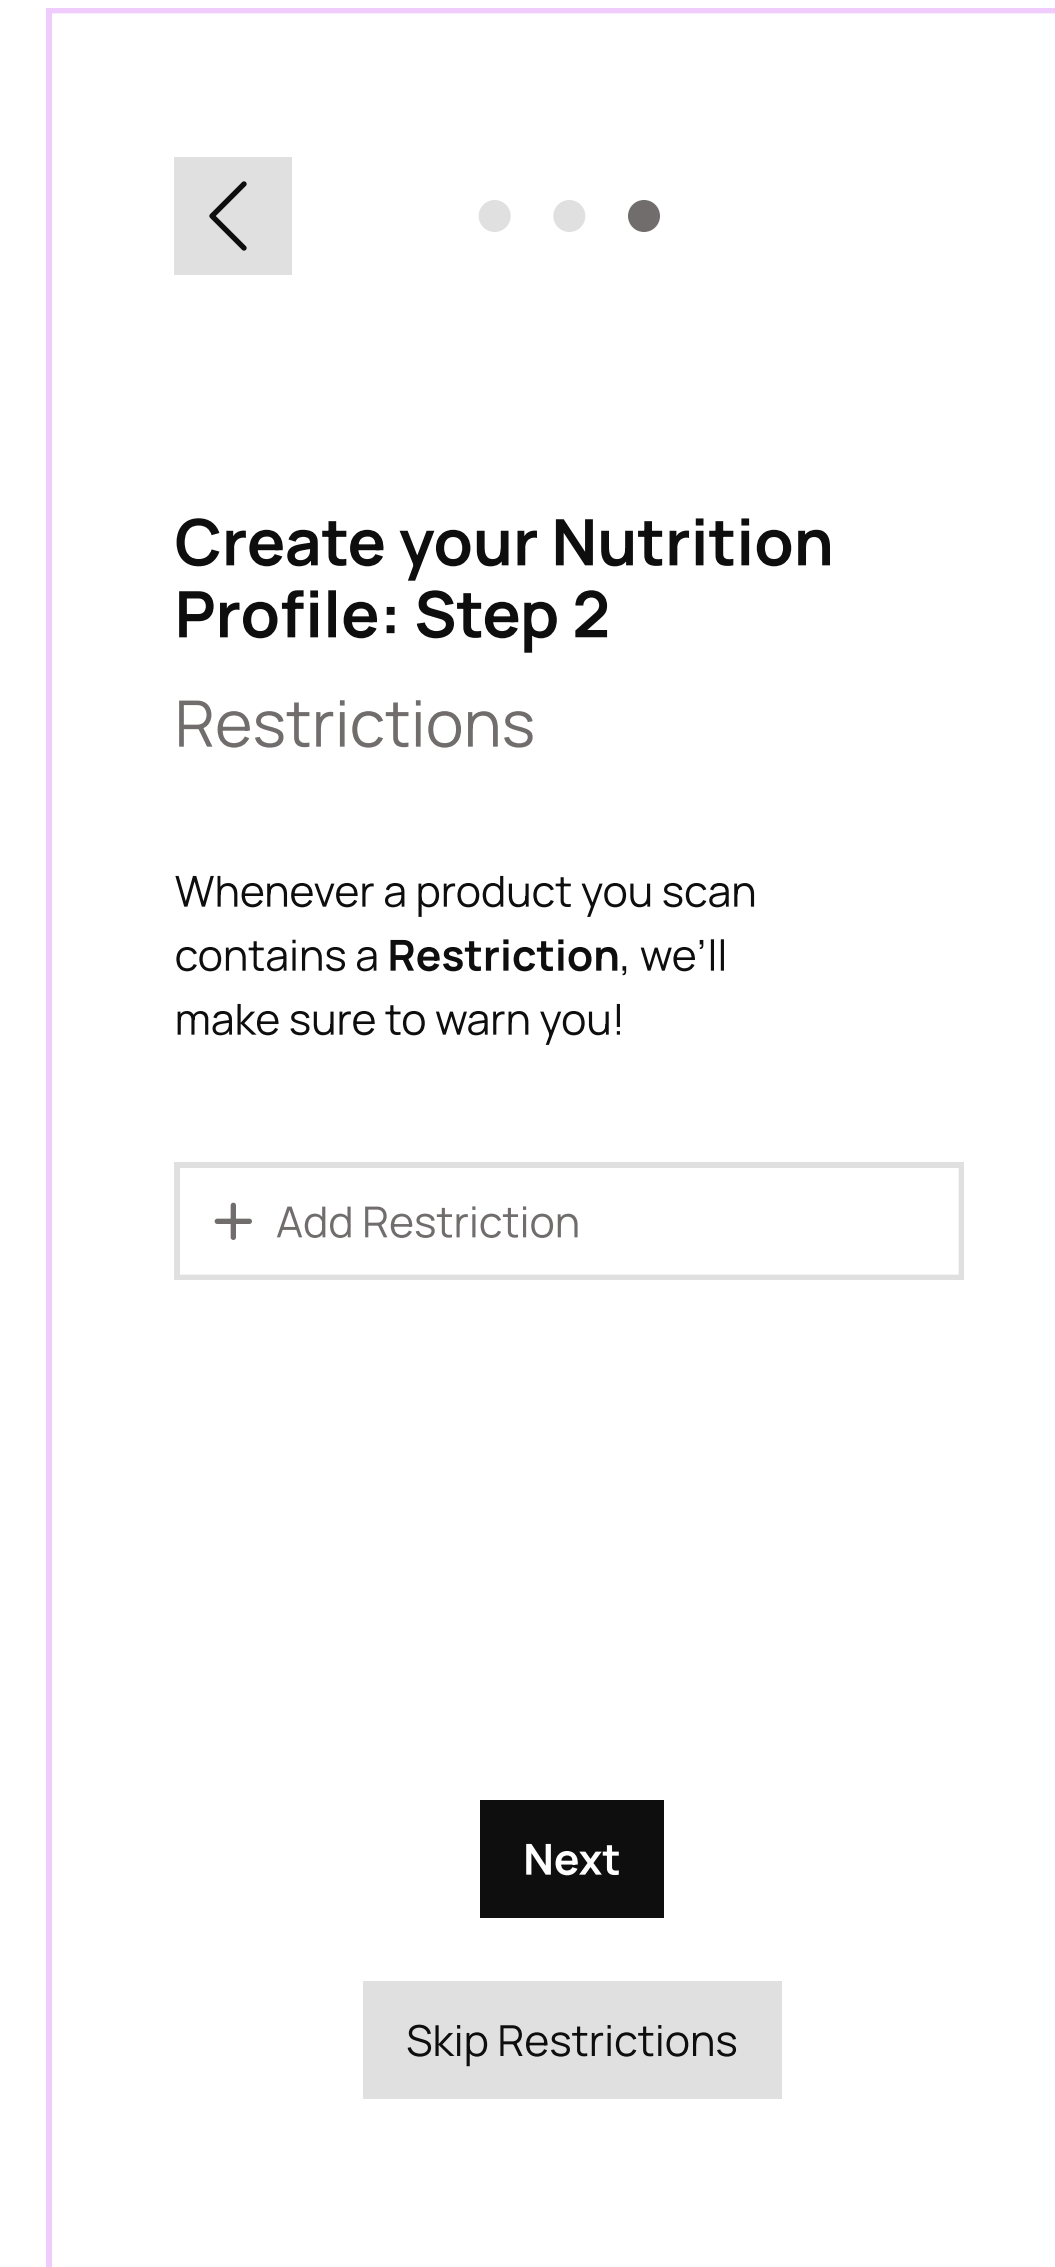 Create your Nutrition
Profile: Step 2
Restrictions
Whenever a product you scan
contains a Restriction, we’ll
make sure to warn you!
Add Restriction
Next
Skip Restrictions